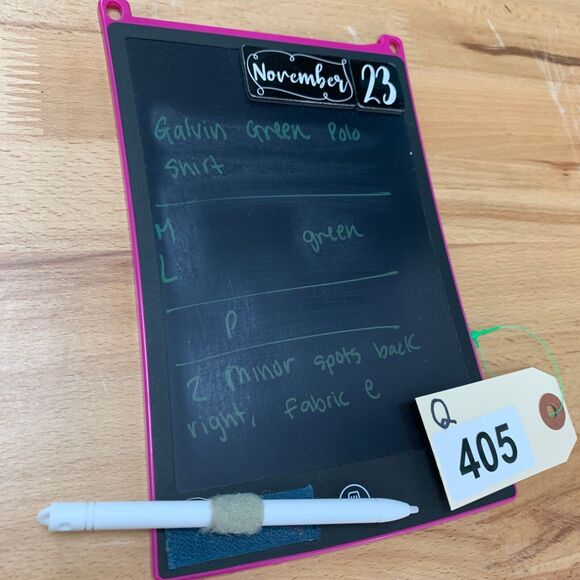 November 23
Galvin Green Polo
shirt
M
green
L
P
2 minor spots back
right, Fabric e
Q
405